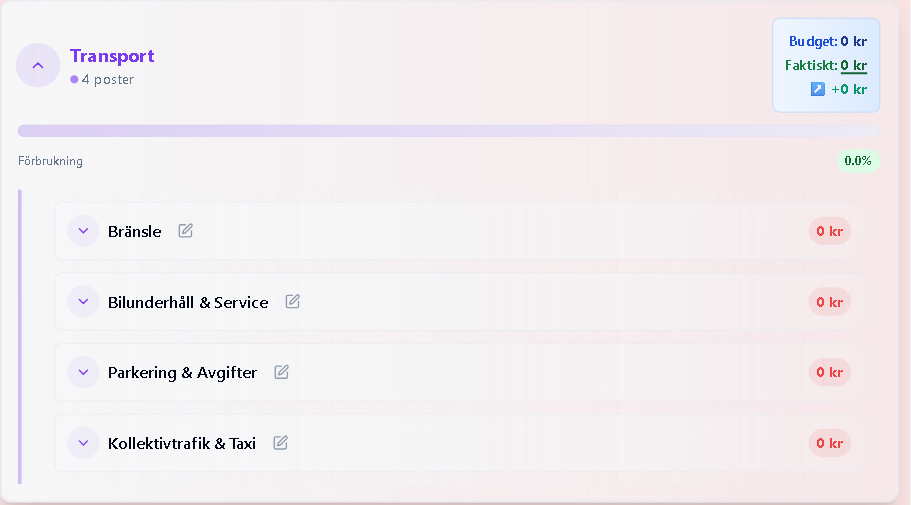 Transport
4 poster
Budget: 0 kr
Faktiskt: 0 kr
↗ +0 kr
Förbrukning
0.0%
Bränsle
0 kr
Bilunderhåll & Service
0 kr
Parkering & Avgifter
0 kr
Kollektivtrafik & Taxi
0 kr